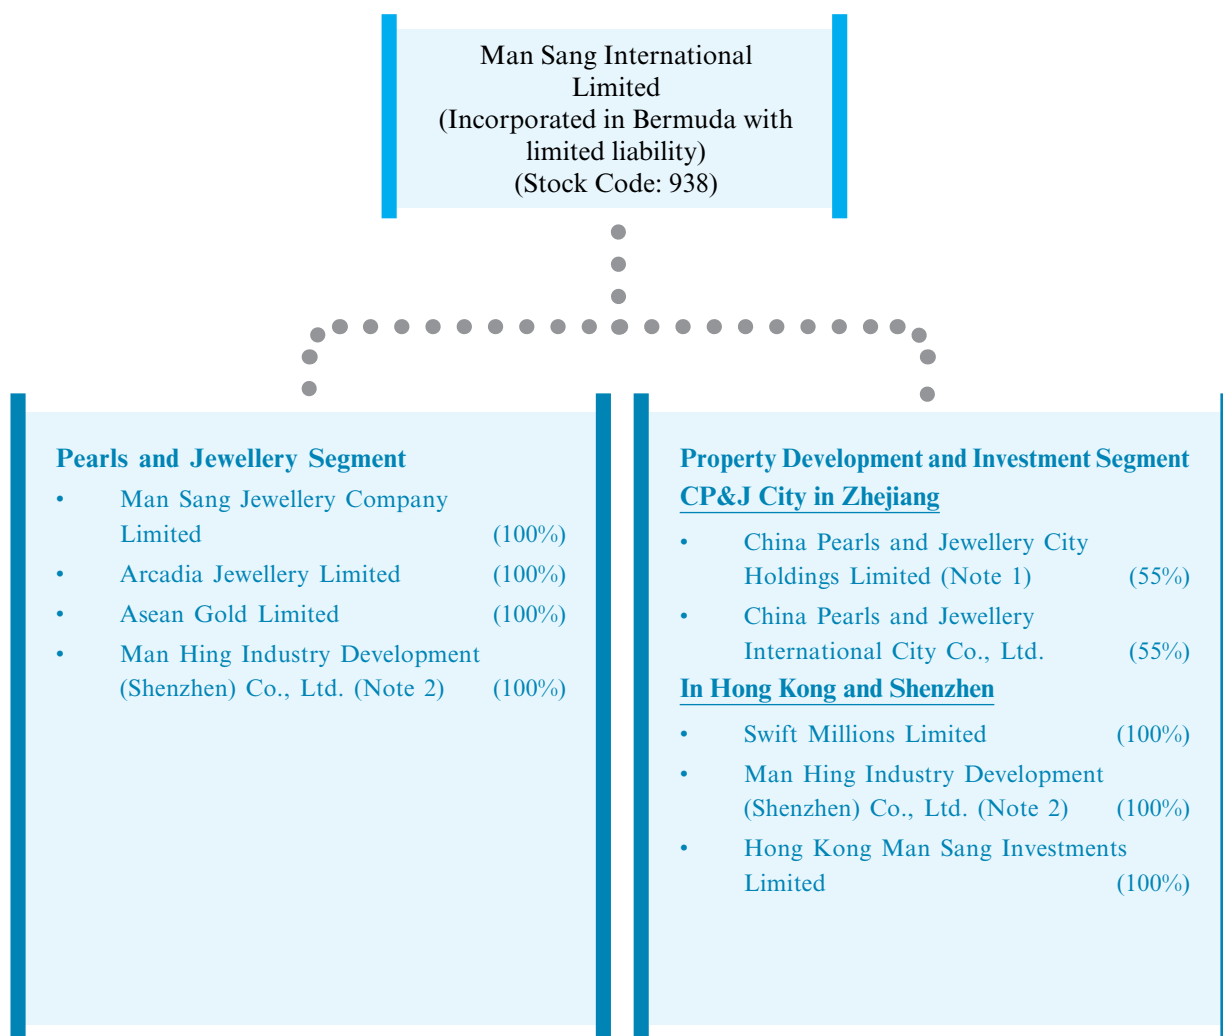 Man Sang International
Limited
(Incorporated in Bermuda with
limited liability)
(Stock Code: 938)
Pearls and Jewellery Segment
• Man Sang Jewellery Company
Limited (100%)
• Arcadia Jewellery Limited (100%)
• Asean Gold Limited (100%)
• Man Hing Industry Development
(Shenzhen) Co., Ltd. (Note 2) (100%)
Property Development and Investment Segment
CP&J City in Zhejiang
• China Pearls and Jewellery City
Holdings Limited (Note 1) (55%)
• China Pearls and Jewellery
International City Co., Ltd. (55%)
In Hong Kong and Shenzhen
• Swift Millions Limited (100%)
• Man Hing Industry Development
(Shenzhen) Co., Ltd. (Note 2) (100%)
• Hong Kong Man Sang Investments
Limited (100%)